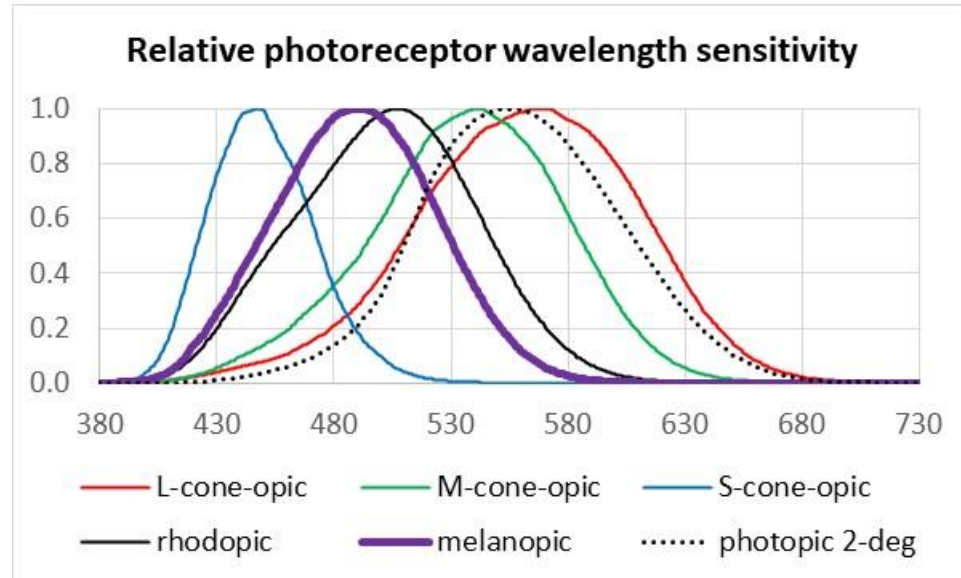 Relative photoreceptor wavelength sensitivity
1.0
0.8
0.6
0.4
0.2
0.0
380 430 480 530 580 630 680 730
L-cone-opic M-cone-opic S-cone-opic
rhodopic melanopic photopic 2-deg